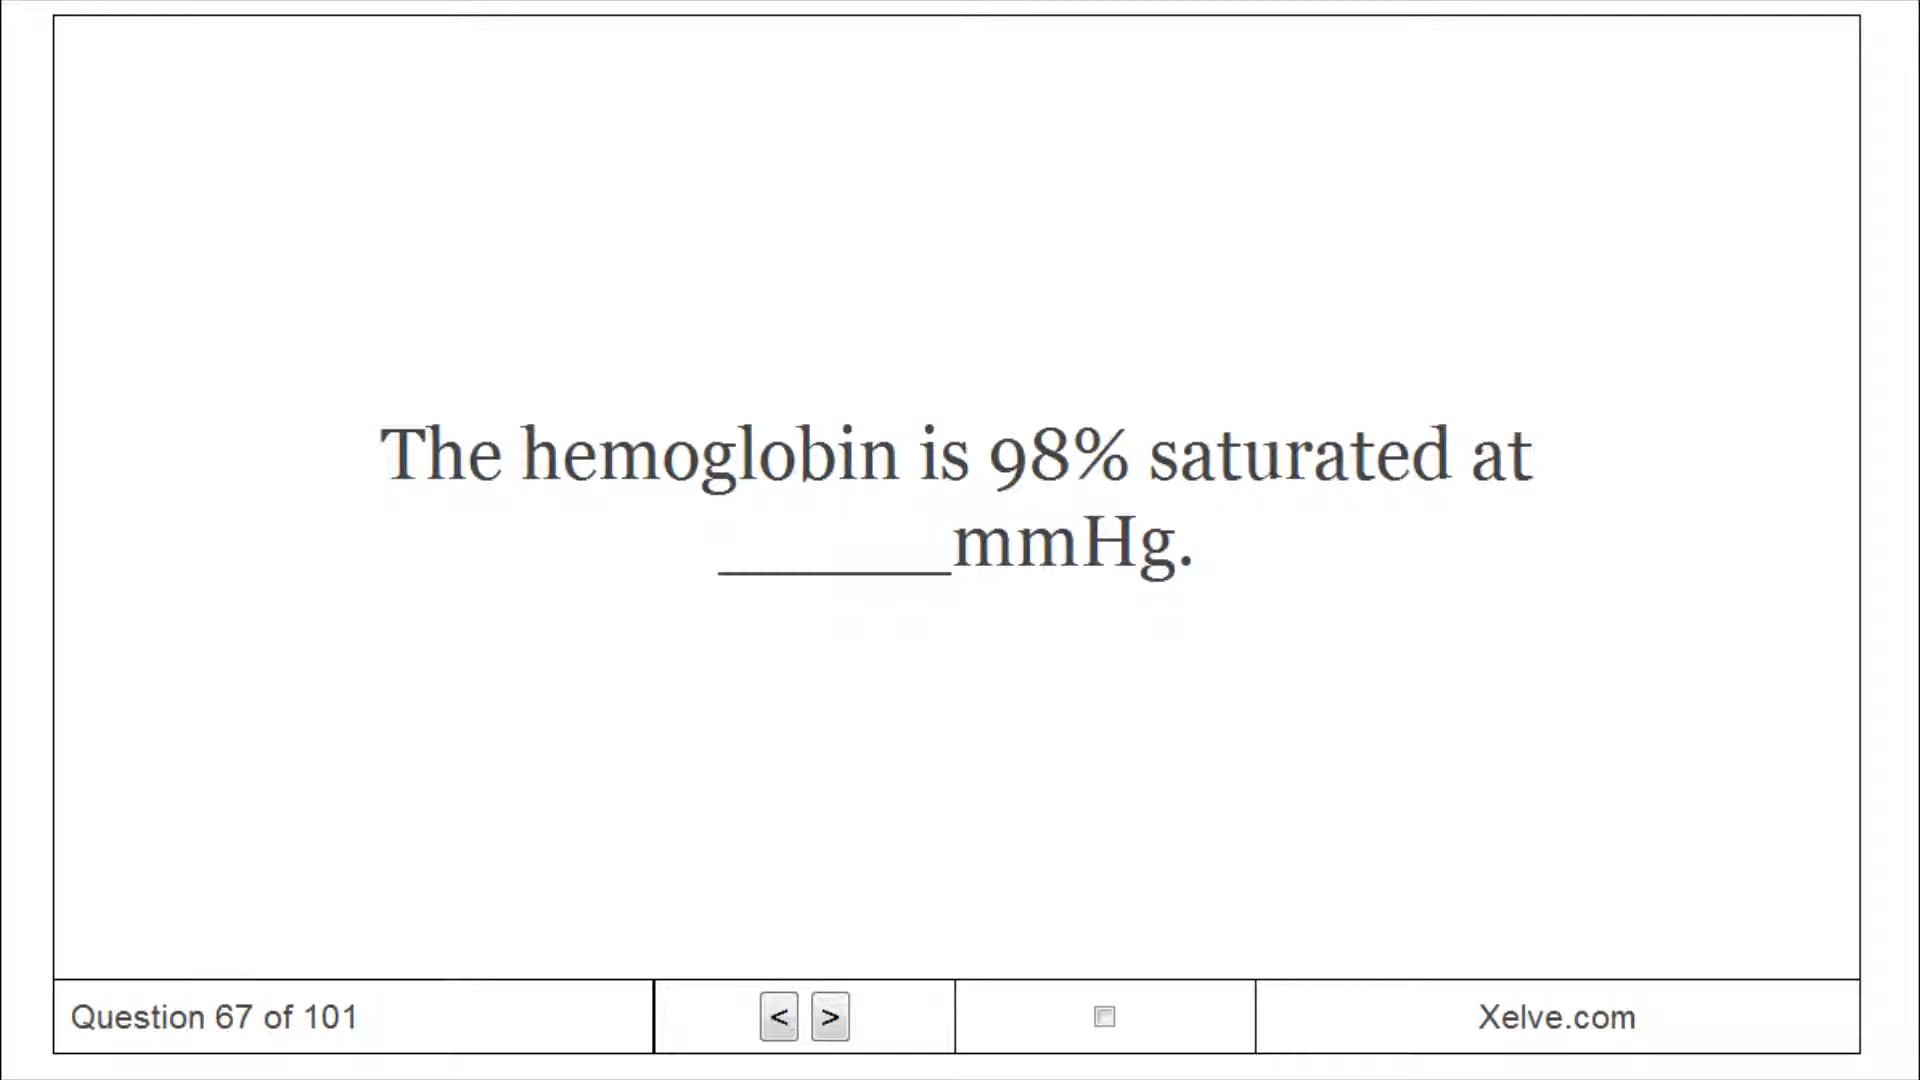 The hemoglobin is 98% saturated at
______mmHg.
Question 67 of 101
< >
Xelve.com